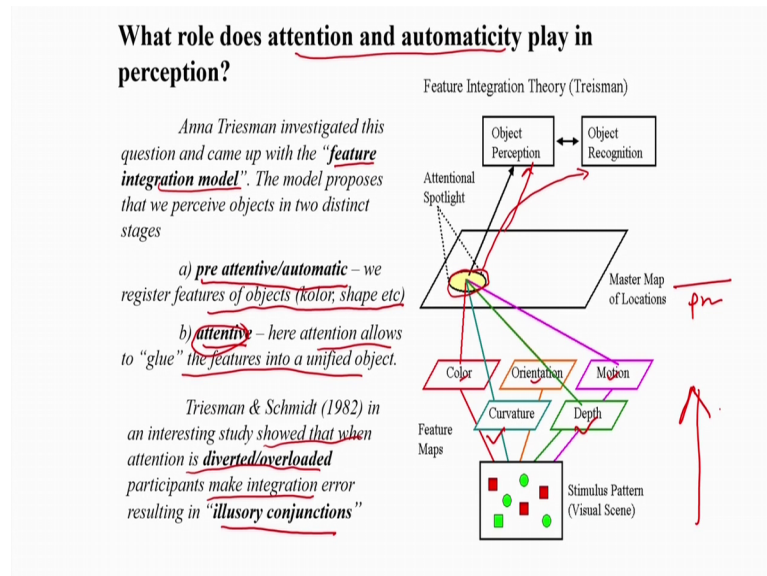 What role does attention and automaticity play in
perception?
Anna Triesman investigated this
question and came up with the “feature
integration model”. The model proposes
that we perceive objects in two distinct
stages
a) pre attentive/automatic – we
register features of objects (kolor, shape etc)
b) attentive – here attention allows
to “glue” the features into a unified object.
Triesman & Schmidt (1982) in
an interesting study showed that when
attention is diverted/overloaded
participants make integration error
resulting in “illusory conjunctions”
Feature Integration Theory (Treisman)
Object
Perception
Object
Recognition
Attentional
Spotlight
Master Map
of Locations
Color
Orientation
Motion
Curvature
Depth
Feature
Maps
Stimulus Pattern
(Visual Scene)